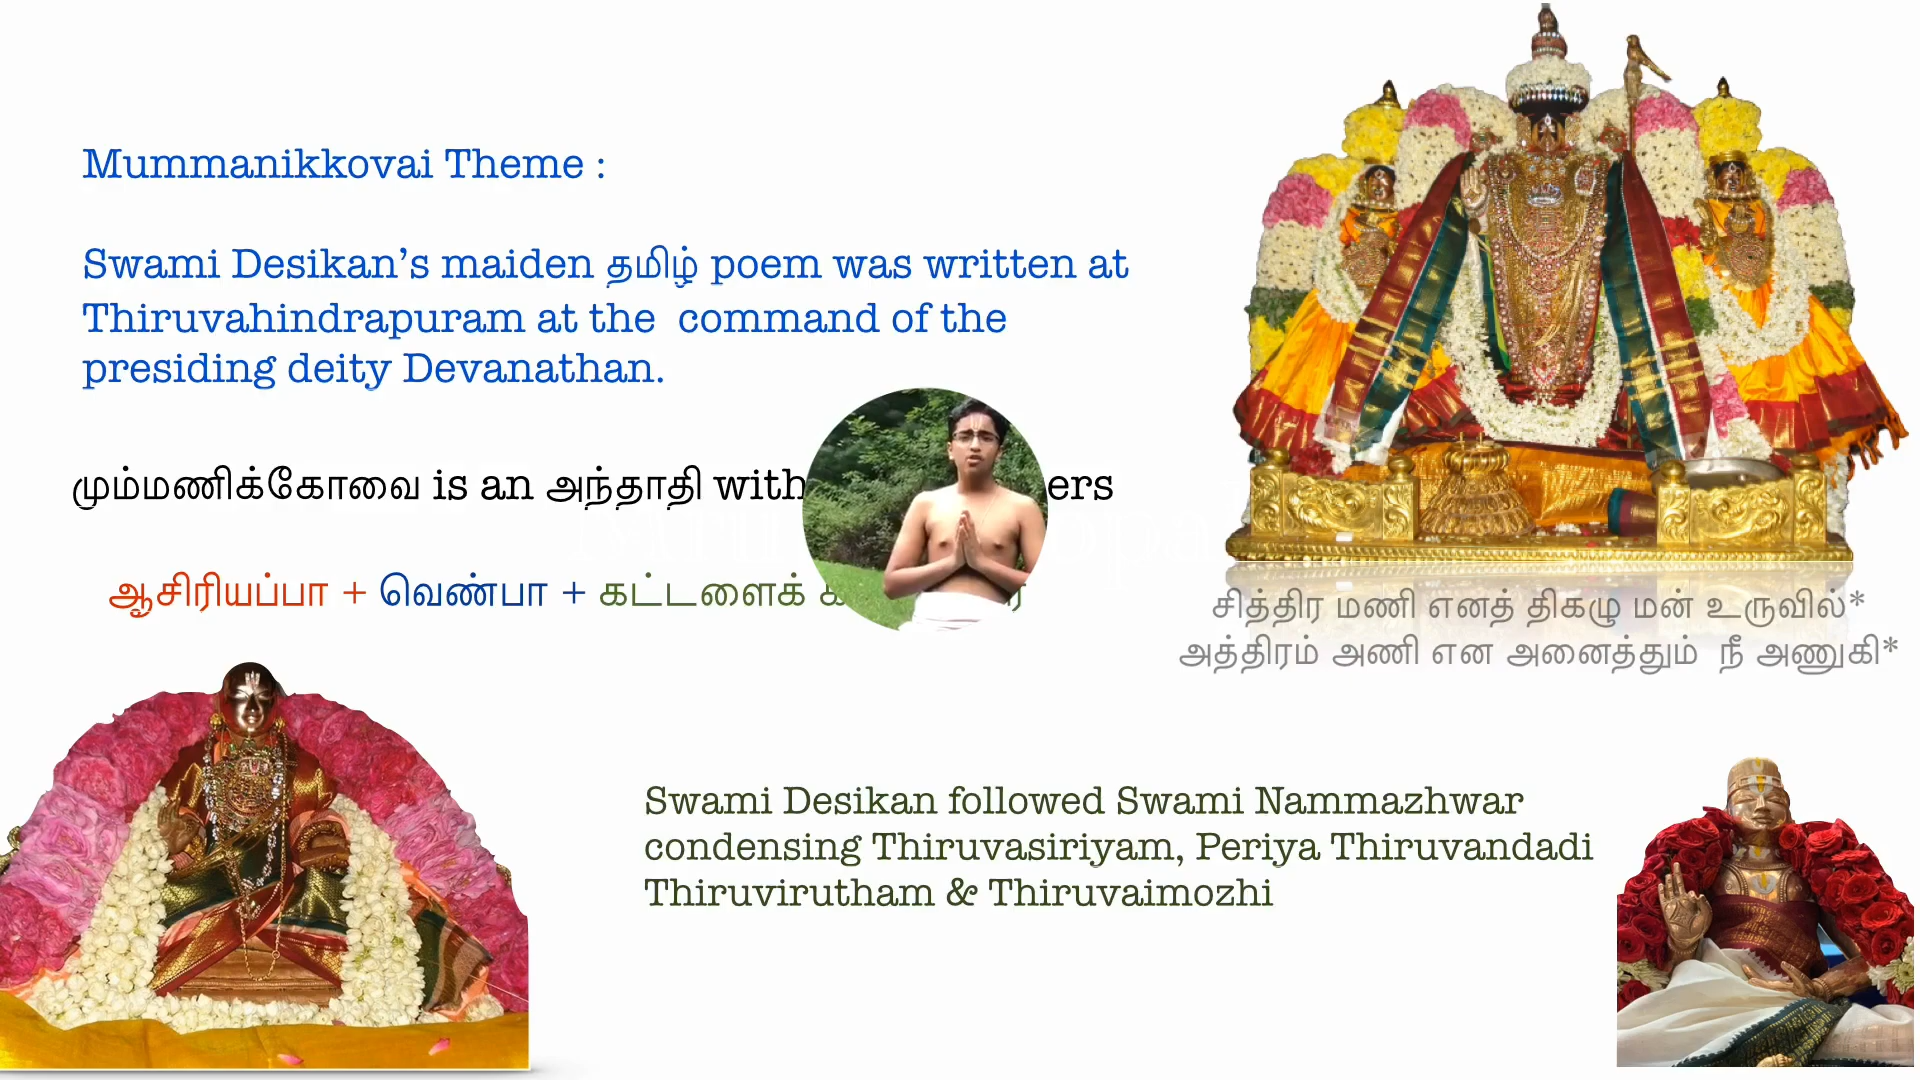 Mummanikkovai Theme :
Swami Desikan’s maiden தமிழ் poem was written at
Thiruvahindrapuram at the command of the
presiding deity Devanathan.
மும்மணிக்கோவை is an அந்தாதி with
ஆசிரியப்பா + வெண்பா + கட்டளைக்
சித்திர மணி எனத் திகழு மன் உருவில்*
அத்திரம் அணி என அனைத்தும் நீ அணுகி*
Swami Desikan followed Swami Nammazhwar
condensing Thiruvasiriyam, Periya Thiruvandadi
Thiruvirutham & Thiruvaimozhi